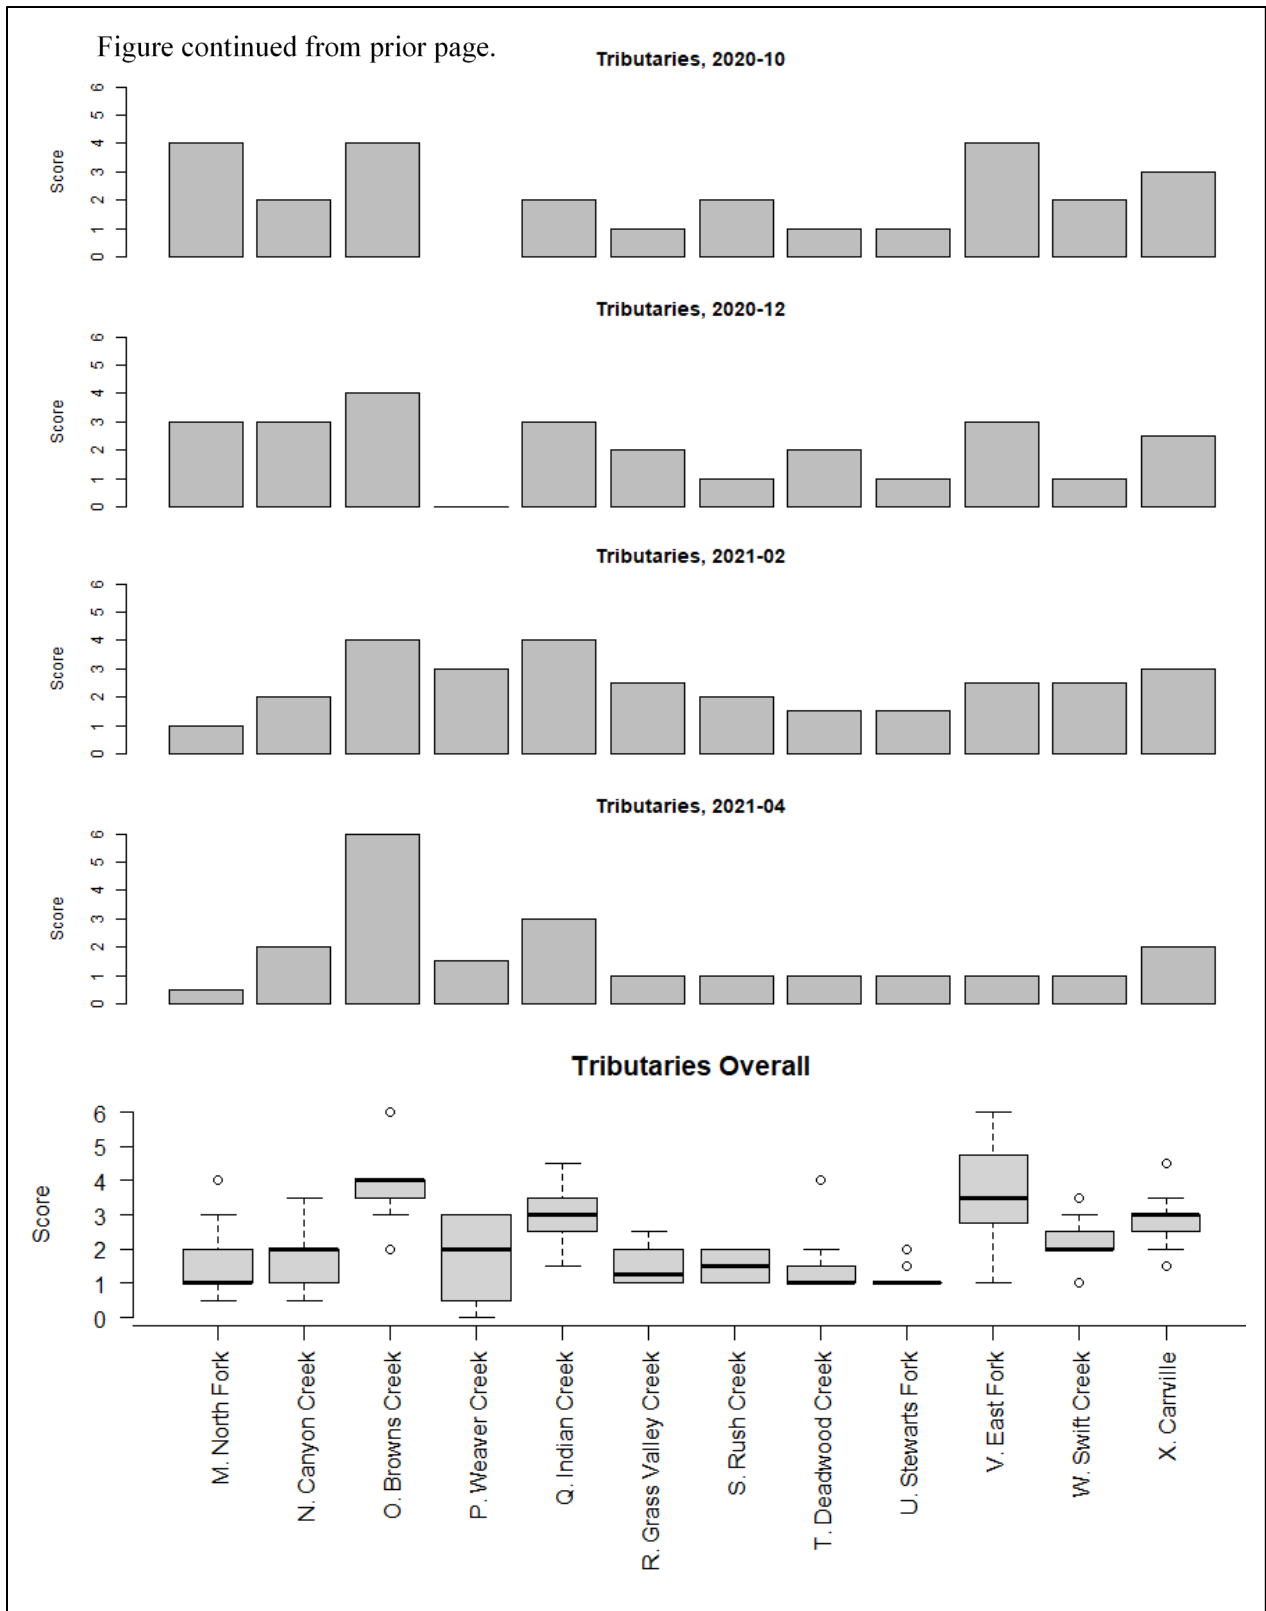 Figure continued from prior page.
Tributaries, 2020-10
Score
6
5
4
3
2
1
0
Tributaries, 2020-12
Score
6
5
4
3
2
1
0
Tributaries, 2021-02
Score
6
5
4
3
2
1
0
Tributaries, 2021-04
Score
6
5
4
3
2
1
0
Tributaries Overall
Score
6
5
4
3
2
1
0
M. North Fork
N. Canyon Creek
O. Browns Creek
P. Weaver Creek
Q. Indian Creek
R. Grass Valley Creek
S. Rush Creek
T. Deadwood Creek
U. Stewarts Fork
V. East Fork
W. Swift Creek
X. Carrville